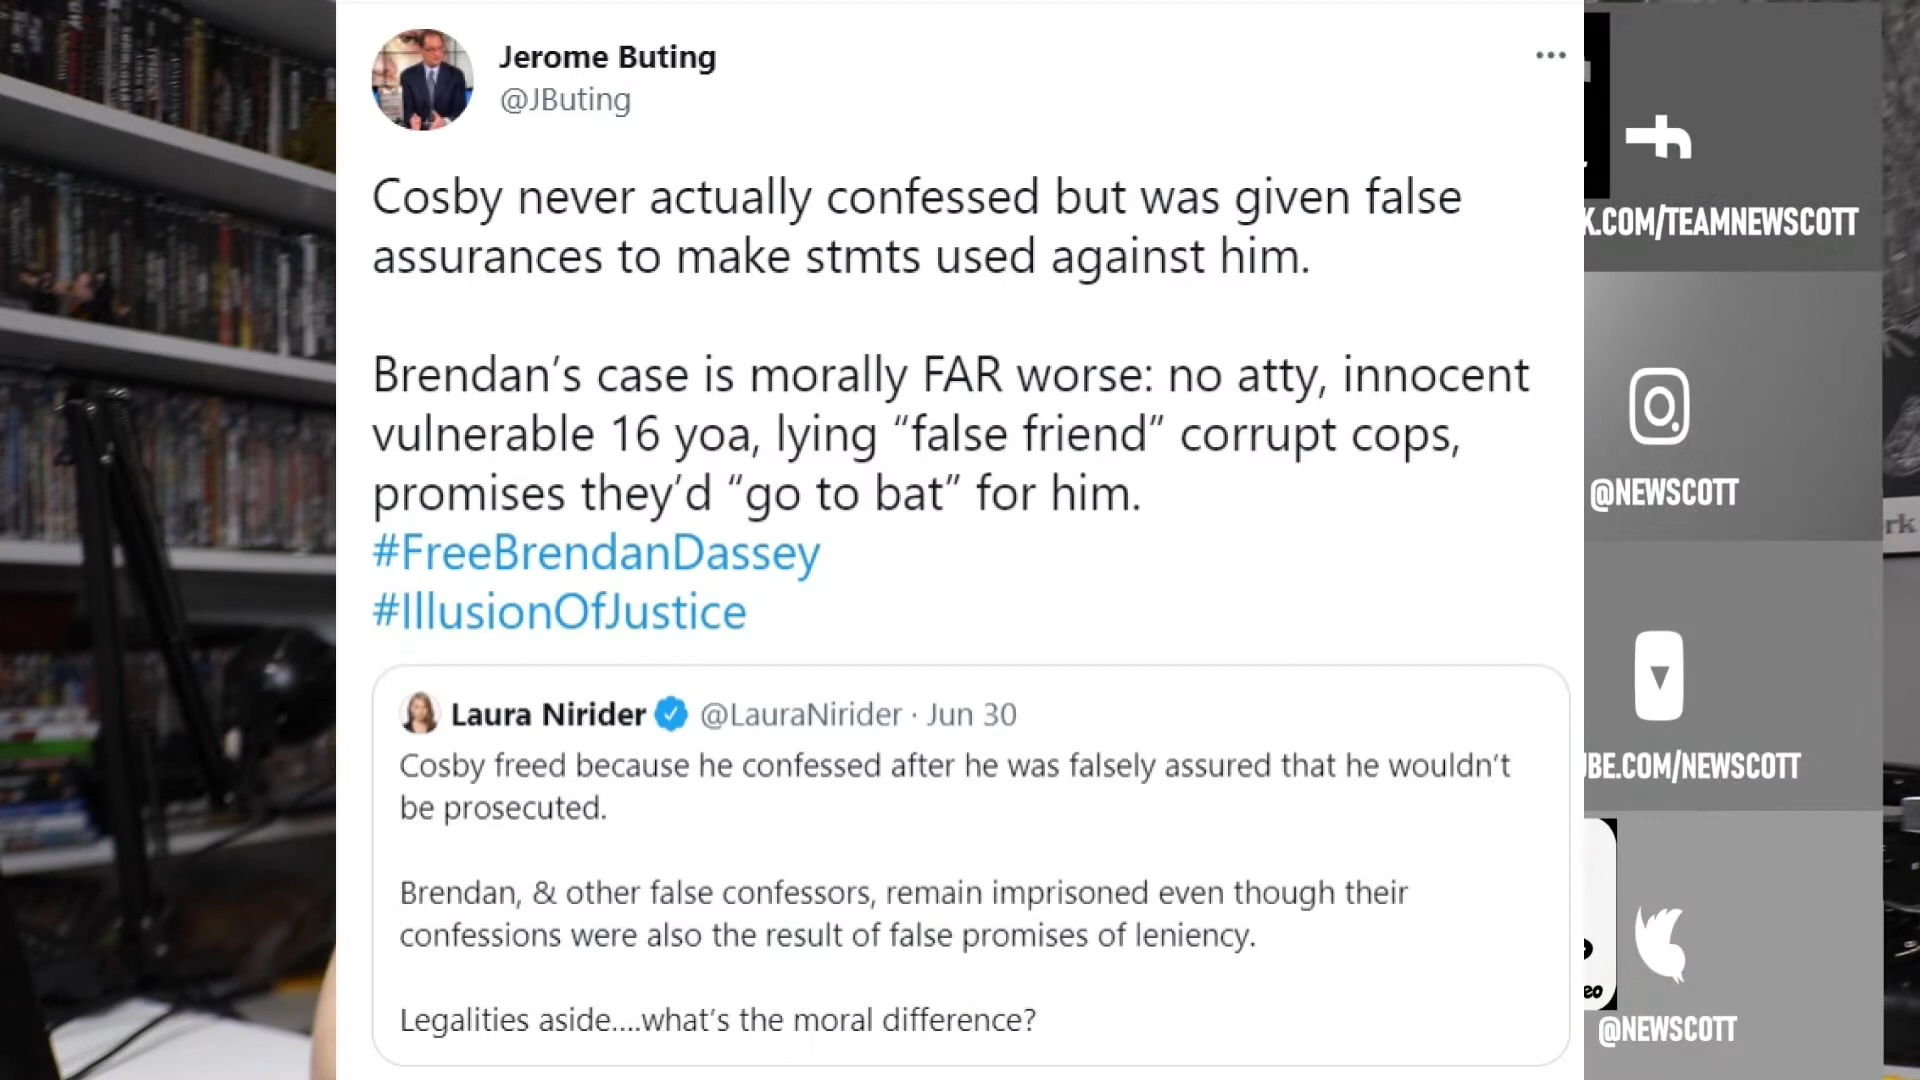 Jerome Buting
@JButing
Cosby never actually confessed but was given false
assurances to make stmts used against him.
Brendan’s case is morally FAR worse: no atty, innocent
vulnerable 16 yoa, lying “false friend” corrupt cops,
promises they’d “go to bat” for him.
#FreeBrendanDassey
#IllusionOfJustice
Laura Nirider @LauraNirider · Jun 30
Cosby freed because he confessed after he was falsely assured that he wouldn’t
be prosecuted.
Brendan, & other false confessors, remain imprisoned even though their
confessions were also the result of false promises of leniency.
Legalities aside....what’s the moral difference?
K.COM/TEAMNEWSCOTT
@NEWSCOTT
BE.COM/NEWSCOTT
@NEWSCOTT
rk
eo